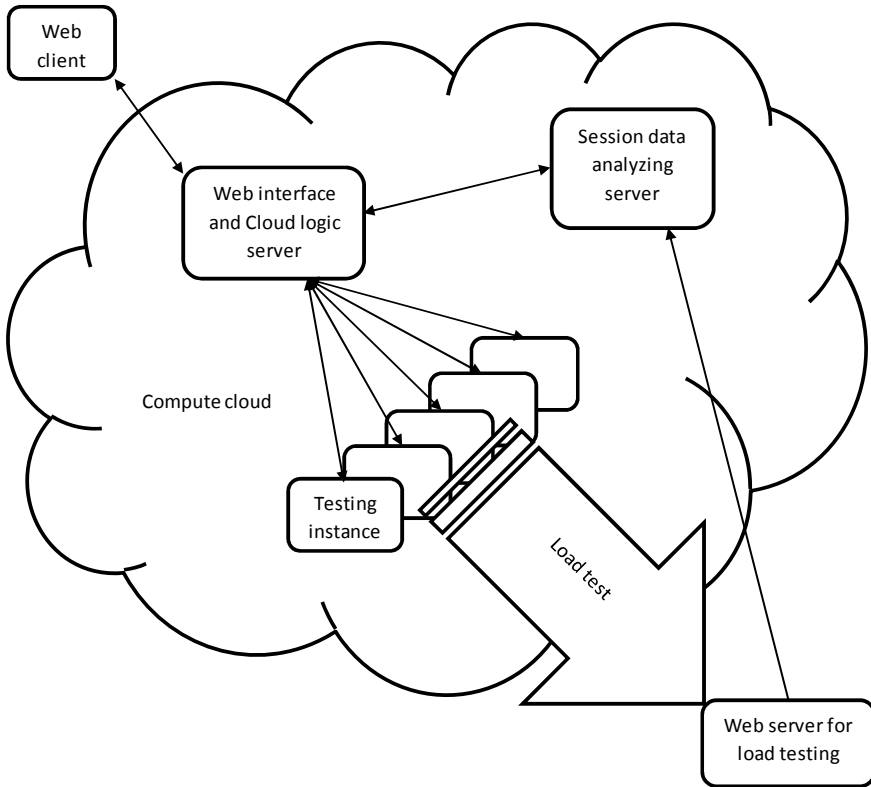 Web
client
Session data
analyzing
server
Web interface
and Cloud logic
server
Compute cloud
Testing
instance
Load test
Web server for
load testing